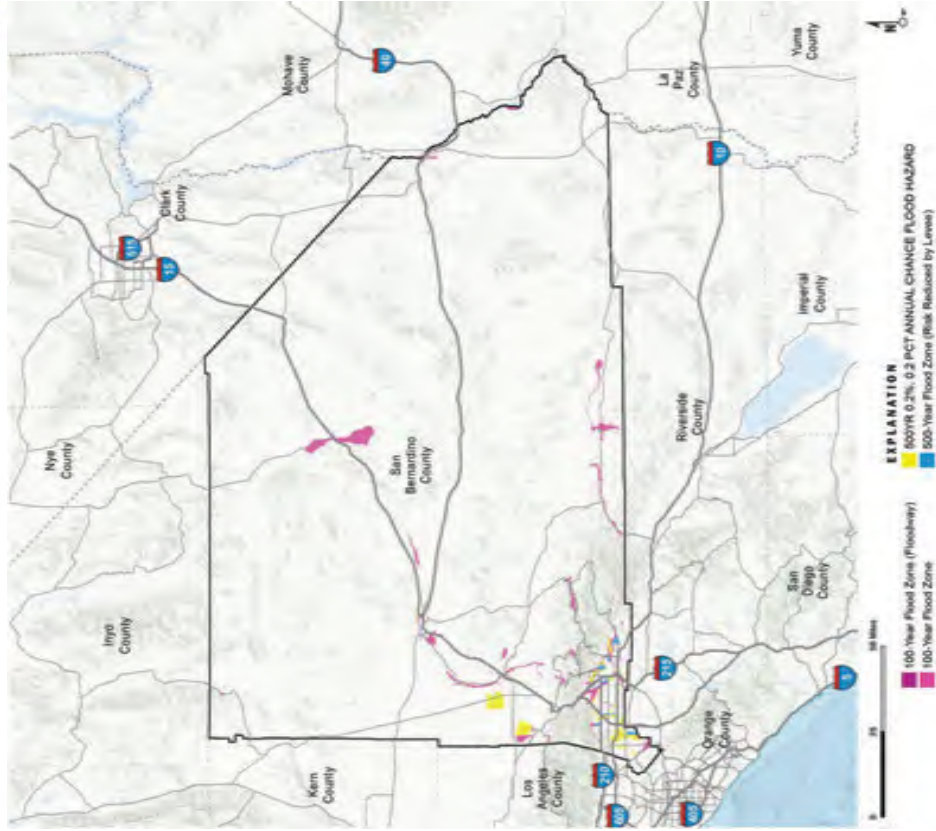 Nye
County
Clark
County
515
15
Mohave
County
40
Inyo
County
San
Bernardino
County
Kern
County
Los
Angeles
County
210
605
405
Orange
County
215
5
San
Diego
County
Riverside
County
Imperial
County
La
Paz
County
10
Yuma
County
N
0 25 50 Miles
EXPLANATION
100-Year Flood Zone (Floodway)
100-Year Flood Zone
500YR 0.2%, 0.2 PCT ANNUAL CHANCE FLOOD HAZARD
500-Year Flood Zone (Risk Reduced by Levee)